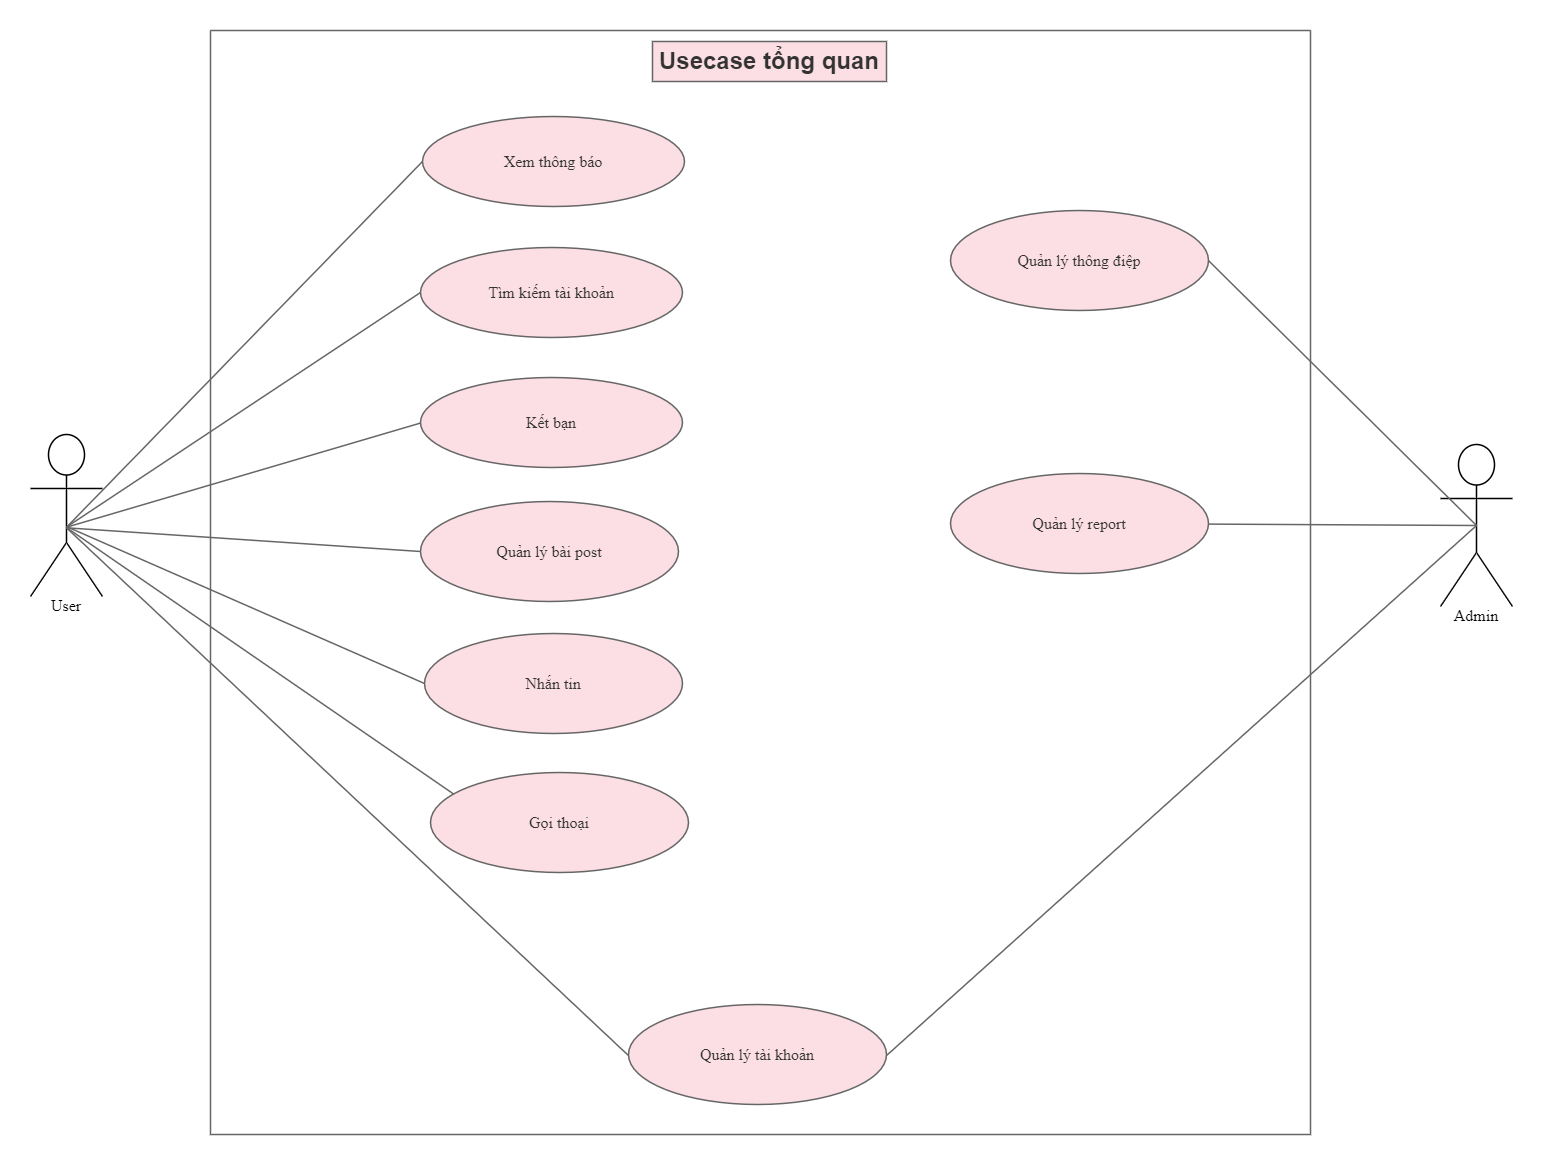 Usecase tổng quan
Xem thông báo
Tìm kiếm tài khoản
Kết bạn
Quản lý bài post
Nhắn tin
Gọi thoại
Quản lý tài khoản
Quản lý thông điệp
Quản lý report
User
Admin